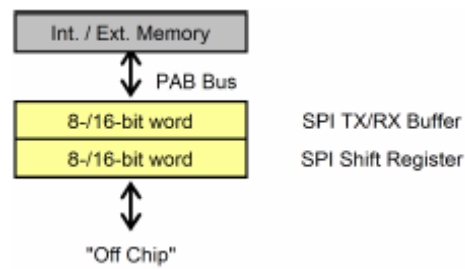 Int. / Ext. Memory
PAB Bus
8-/16-bit word SPI TX/RX Buffer
8-/16-bit word SPI Shift Register
"Off Chip"